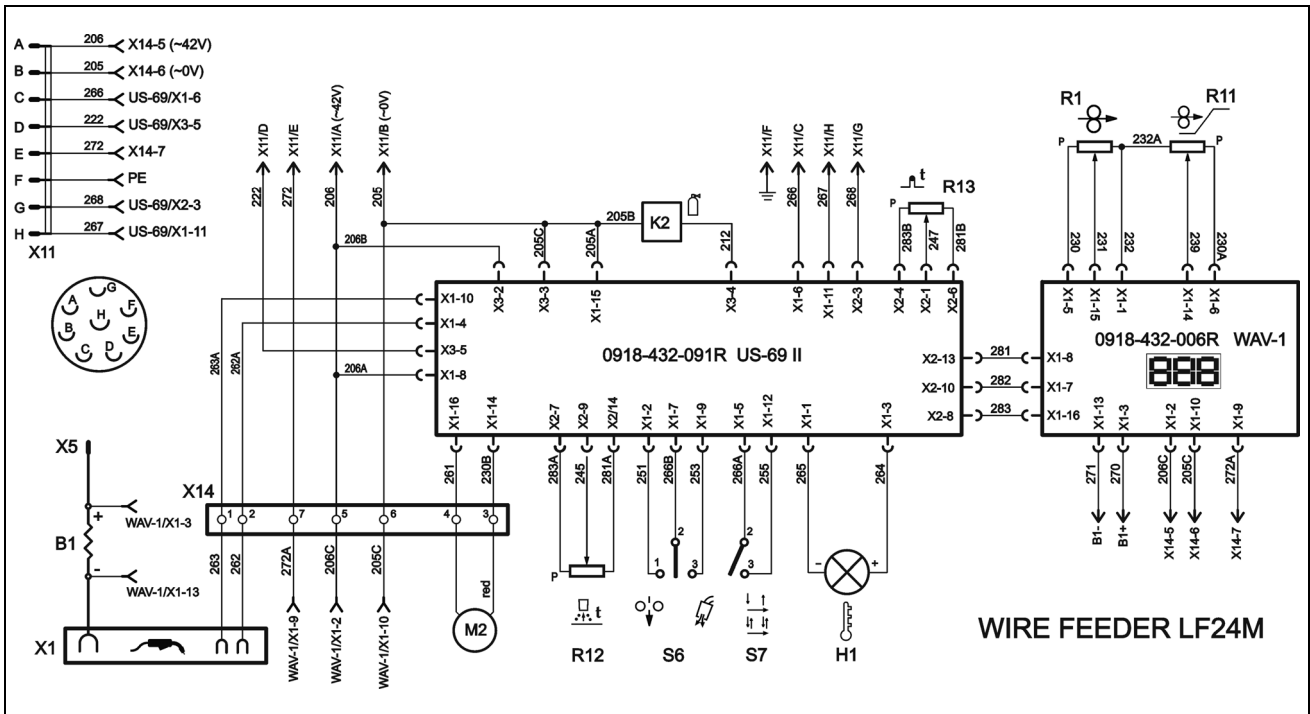 A 206 X14-5 (~42V)
B 205 X14-6 (~0V)
C 266 US-69/X1-6
D 222 US-69/X3-5
E 272 X14-7
F PE
G 268 US-69/X2-3
H 267 US-69/X1-11
X11
G
A F
H
B E
C D
X11/D X11/E X11/A (~42V) X11/B (~0V)
222 272 206 205
X11/F X11/C X11/H X11/G
266 267 268
206B 205C 205A 205B K2 212
t R13
P
283B 247 281B
R1 R11
P 232A P
230 231 232 239 230A
X3-2 X3-3 X1-15 X3-4 X1-6 X1-11 X2-3 X2-4 X2-1 X2-6
X1-10
X1-4
X3-5
X1-8
263A 262A 206A
0918-432-091R US-69 II
X2-13 281 X1-8
X2-10 282 X1-7
X2-8 283 X1-16
X1-5 X1-15 X1-1 X1-14 X1-6
0918-432-006R WAV-1
888
X1-13 X1-3 X1-2 X1-10 X1-9
271 270 206C 205C 272A
B1- B1+ X14-5 X14-6 X14-7
X1-16 X1-14 X2-7 X2-9 X2/14 X1-2 X1-7 X1-9 X1-5 X1-12 X1-1 X1-3
261 230B 283A 245 281A 251 266B 253 266A 255 265 264
X5
X14
1 2 7 5 6 4 3
+
WAV-1/X1-3
B1
-
WAV-1/X1-13
X1
263 262 272A 206C 205C
WAV-1/X1-9 WAV-1/X1-2 WAV-1/X1-10
red
M2
P
t
R12
2
1 3
S6
2
3
S7
- +
H1
WIRE FEEDER LF24M